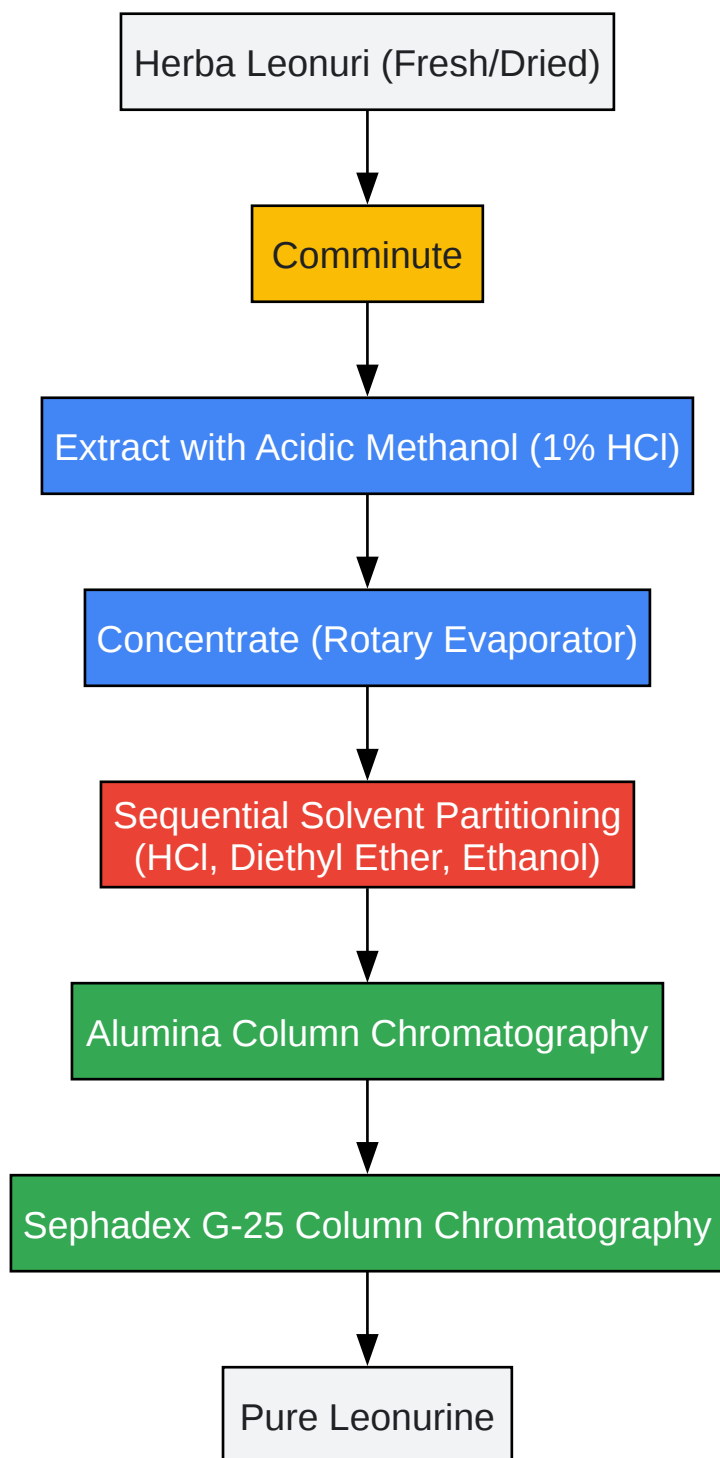 Herba Leonuri (Fresh/Dried)
Comminute
Extract with Acidic Methanol (1% HCl)
Concentrate (Rotary Evaporator)
Sequential Solvent Partitioning
(HCl, Diethyl Ether, Ethanol)
Alumina Column Chromatography
Sephadex G-25 Column Chromatography
Pure Leonurine